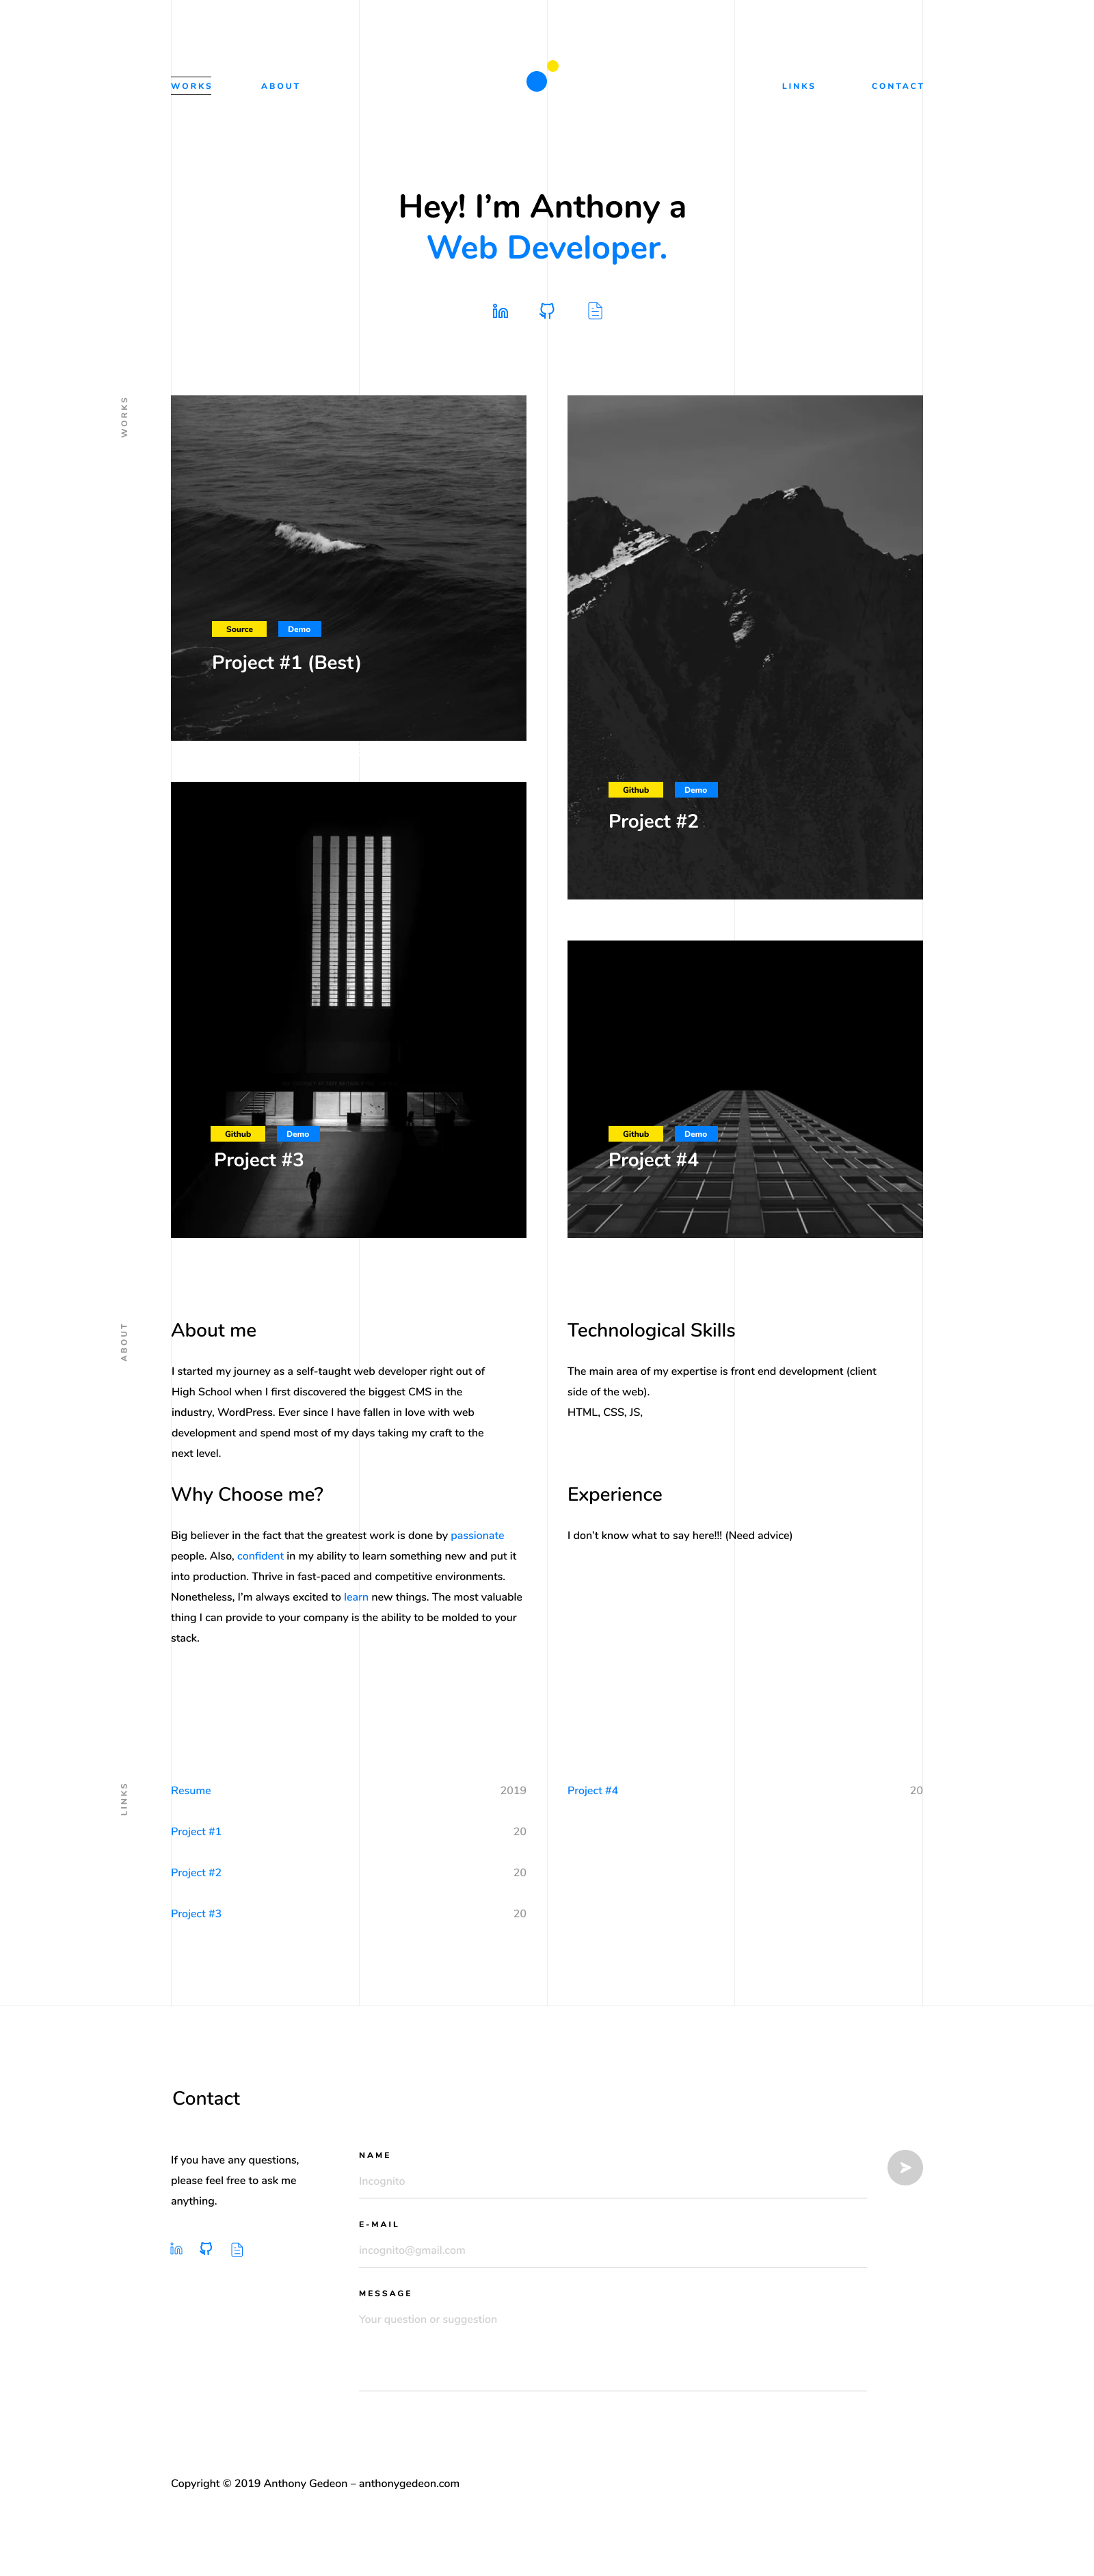 WORKS
ABOUT
LINKS
CONTACT
Hey! I’m Anthony a
Web Developer.
WORKS
Source
Demo
Project #1 (Best)
Github
Demo
Project #2
Github
Demo
Project #3
Github
Demo
Project #4
ABOUT
About me
I started my journey as a self-taught web developer right out of
High School when I first discovered the biggest CMS in the
industry, WordPress. Ever since I have fallen in love with web
development and spend most of my days taking my craft to the
next level.
Technological Skills
The main area of my expertise is front end development (client
side of the web).
HTML, CSS, JS,
Why Choose me?
Big believer in the fact that the greatest work is done by passionate
people. Also, confident in my ability to learn something new and put it
into production. Thrive in fast-paced and competitive environments.
Nonetheless, I’m always excited to learn new things. The most valuable
thing I can provide to your company is the ability to be molded to your
stack.
Experience
I don’t know what to say here!!! (Need advice)
LINKS
Resume 2019
Project #1 20
Project #2 20
Project #3 20
Project #4 20
Contact
If you have any questions,
please feel free to ask me
anything.
NAME
Incognito
E-MAIL
incognito@gmail.com
MESSAGE
Your question or suggestion
Copyright © 2019 Anthony Gedeon – anthonygedeon.com